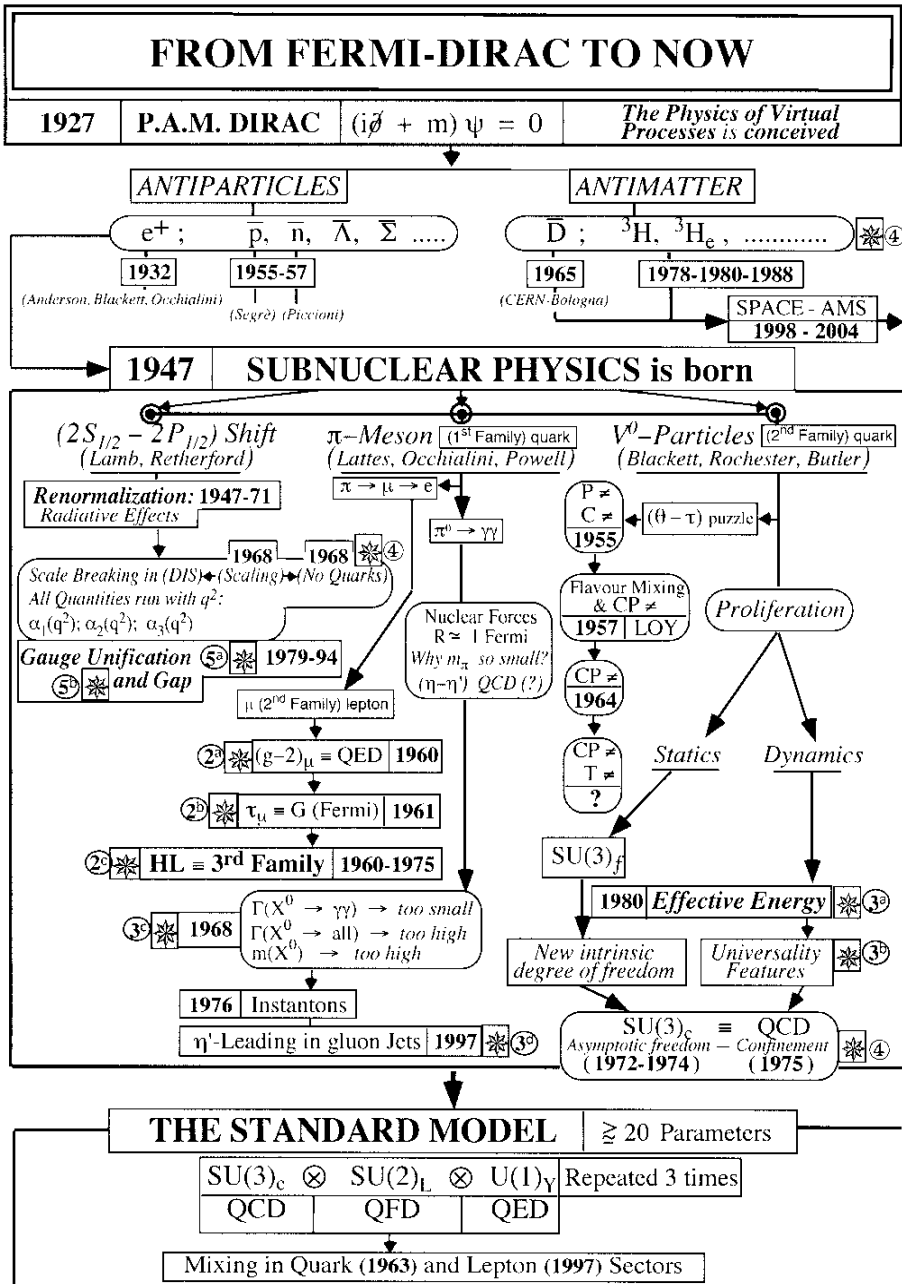 FROM FERMI-DIRAC TO NOW
1927 P.A.M. DIRAC (i∂̸ + m) ψ = 0 The Physics of Virtual
Processes is conceived
ANTIPARTICLES ANTIMATTER
e⁺ ; p̅, n̅, Λ̅, Σ̅ ..... D̅ ; ³H̅, ³H̅e , ............ ④
1932 1955-57 1965 1978-1980-1988
(Anderson, Blackett, Occhialini) (CERN-Bologna)
(Segrè) (Piccioni) SPACE - AMS
1998 - 2004
1947 SUBNUCLEAR PHYSICS is born
(2S1/2 – 2P1/2) Shift π–Meson (1st Family) quark V⁰–Particles (2nd Family) quark
(Lamb, Retherford) (Lattes, Occhialini, Powell) (Blackett, Rochester, Butler)
Renormalization: 1947-71
Radiative Effects
π → μ → e
π⁰ → γγ
P ≠
C ≠
1955
(θ – τ) puzzle
1968 1968 ④
Scale Breaking in (DIS) (Scaling) (No Quarks)
All Quantities run with q²:
α₁(q²); α₂(q²); α₃(q²)
Flavour Mixing
& CP ≠
1957 LOY
Proliferation
Nuclear Forces
R ≃ 1 Fermi
Why mπ so small?
(η–η') QCD (?)
Gauge Unification 5ᵃ 1979-94
5ᵇ and Gap
CP ≠
1964
μ (2nd Family) lepton
CP ≠
T ≠
?
Statics Dynamics
2ᵃ (g–2)μ ≡ QED 1960
2ᵇ τμ ≡ G (Fermi) 1961
2ᶜ HL ≡ 3rd Family 1960-1975
SU(3)f
1980 Effective Energy 3ᵃ
3ᶜ 1968
Γ(X⁰ → γγ) → too small
Γ(X⁰ → all) → too high
m(X⁰) → too high
New intrinsic
degree of freedom
Universality
Features 3ᵇ
1976 Instantons
η'-Leading in gluon Jets 1997 3ᵈ
SU(3)c ≡ QCD
Asymptotic freedom – Confinement
(1972-1974) (1975) ④
THE STANDARD MODEL ≳ 20 Parameters
SU(3)c ⊗ SU(2)L ⊗ U(1)Y Repeated 3 times
QCD QFD QED
Mixing in Quark (1963) and Lepton (1997) Sectors